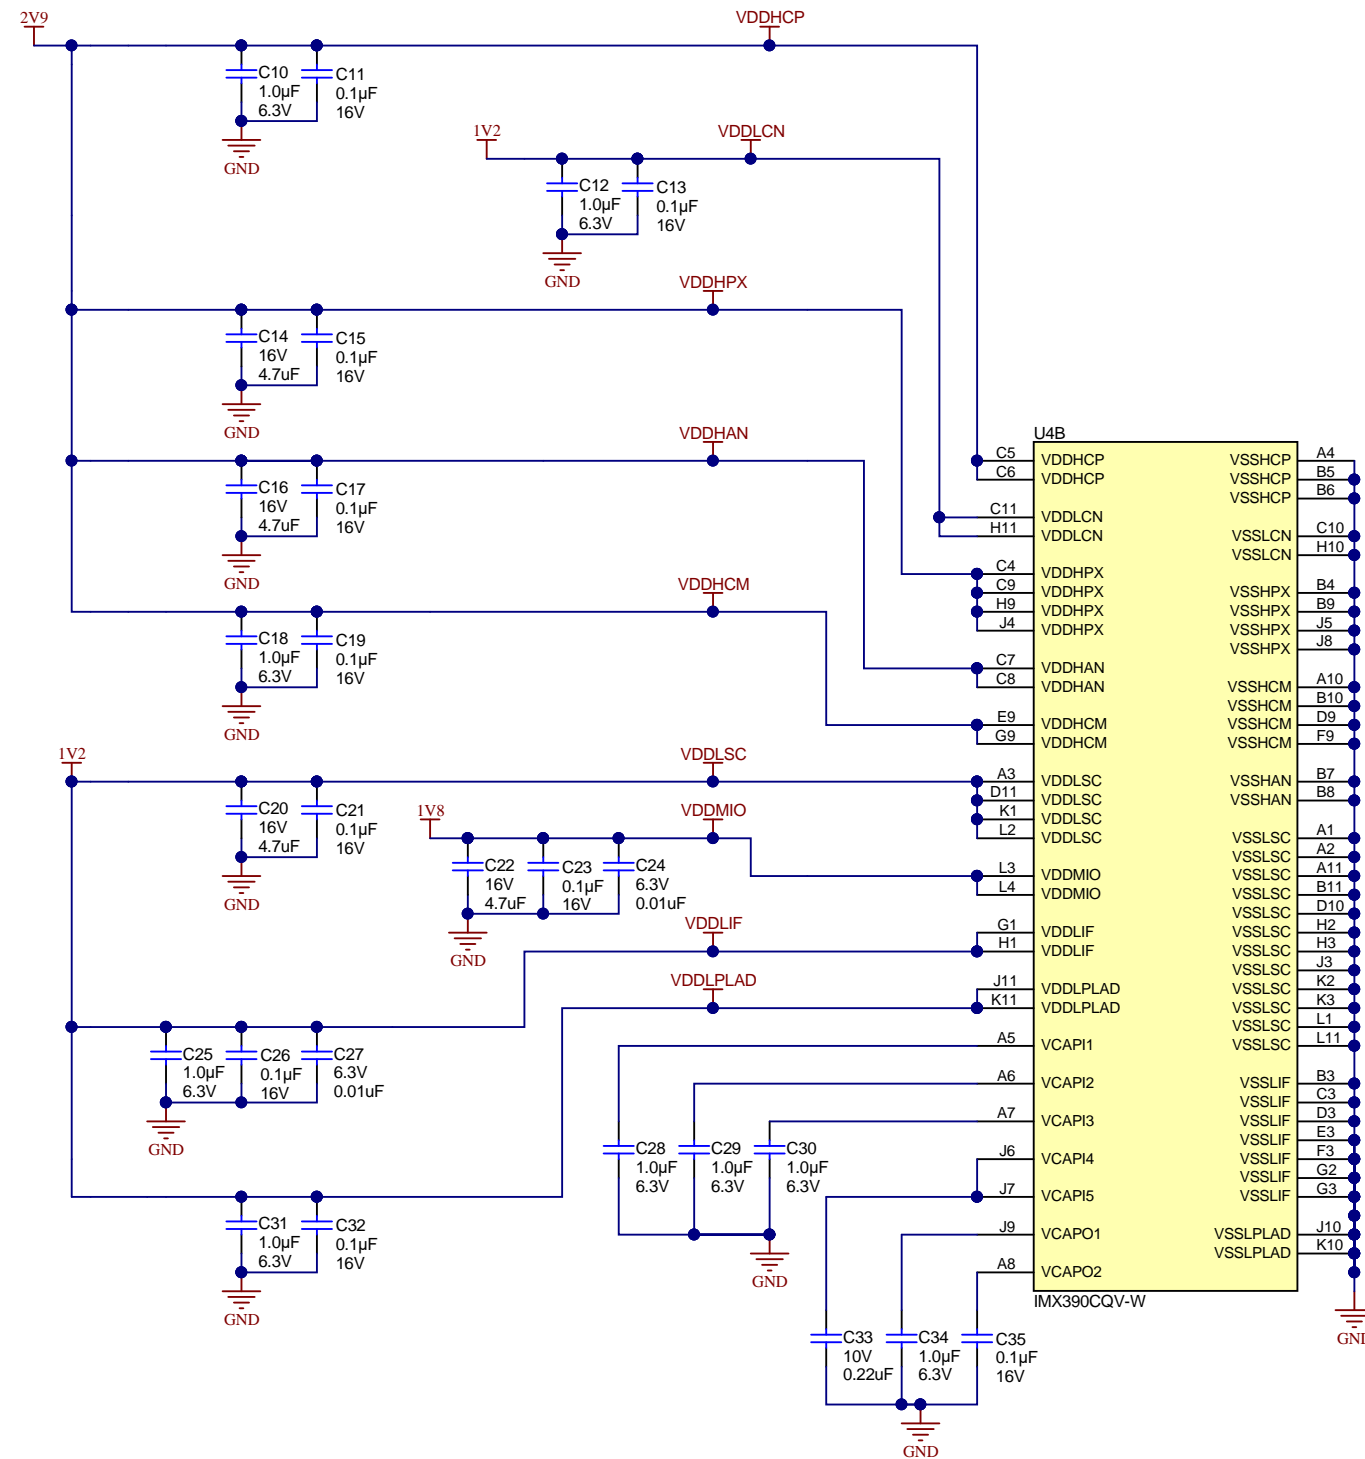 2V9
VDDHCP
C10
1.0µF
6.3V
C11
0.1µF
16V
GND
1V2
VDDLCN
C12
1.0µF
6.3V
C13
0.1µF
16V
GND
VDDHPX
C14
16V
4.7uF
C15
0.1µF
16V
GND
VDDHAN
C16
16V
4.7uF
C17
0.1µF
16V
GND
VDDHCM
C18
1.0µF
6.3V
C19
0.1µF
16V
GND
1V2
VDDLSC
C20
16V
4.7uF
C21
0.1µF
16V
GND
1V8
VDDMIO
C22
16V
4.7uF
C23
0.1µF
16V
C24
6.3V
0.01uF
GND
VDDLIF
VDDLPLAD
C25
1.0µF
6.3V
C26
0.1µF
16V
C27
6.3V
0.01uF
GND
C28
1.0µF
6.3V
C29
1.0µF
6.3V
C30
1.0µF
6.3V
GND
C31
1.0µF
6.3V
C32
0.1µF
16V
GND
C33
10V
0.22uF
C34
1.0µF
6.3V
C35
0.1µF
16V
GND
U4B
C5 VDDHCP
C6 VDDHCP
C11 VDDLCN
H11 VDDLCN
C4 VDDHPX
C9 VDDHPX
H9 VDDHPX
J4 VDDHPX
C7 VDDHAN
C8 VDDHAN
E9 VDDHCM
G9 VDDHCM
A3 VDDLSC
D11 VDDLSC
K1 VDDLSC
L2 VDDLSC
L3 VDDMIO
L4 VDDMIO
G1 VDDLIF
H1 VDDLIF
J11 VDDLPLAD
K11 VDDLPLAD
A5 VCAPI1
A6 VCAPI2
A7 VCAPI3
J6 VCAPI4
J7 VCAPI5
J9 VCAPO1
A8 VCAPO2
VSSHCP A4
VSSHCP B5
VSSHCP B6
VSSLCN C10
VSSLCN H10
VSSHPX B4
VSSHPX B9
VSSHPX J5
VSSHPX J8
VSSHCM A10
VSSHCM B10
VSSHCM D9
VSSHCM F9
VSSHAN B7
VSSHAN B8
VSSLSC A1
VSSLSC A2
VSSLSC A11
VSSLSC B11
VSSLSC D10
VSSLSC H2
VSSLSC H3
VSSLSC J3
VSSLSC K2
VSSLSC K3
VSSLSC L1
VSSLSC L11
VSSLIF B3
VSSLIF C3
VSSLIF D3
VSSLIF E3
VSSLIF F3
VSSLIF G2
VSSLIF G3
VSSLPLAD J10
VSSLPLAD K10
IMX390CQV-W
GND